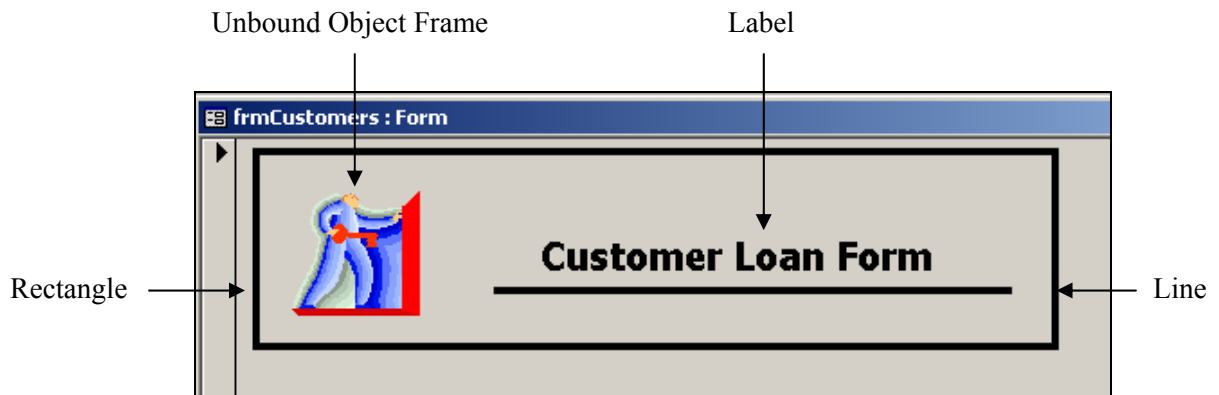 Unbound Object Frame
Label
frmCustomers : Form
Customer Loan Form
Rectangle
Line